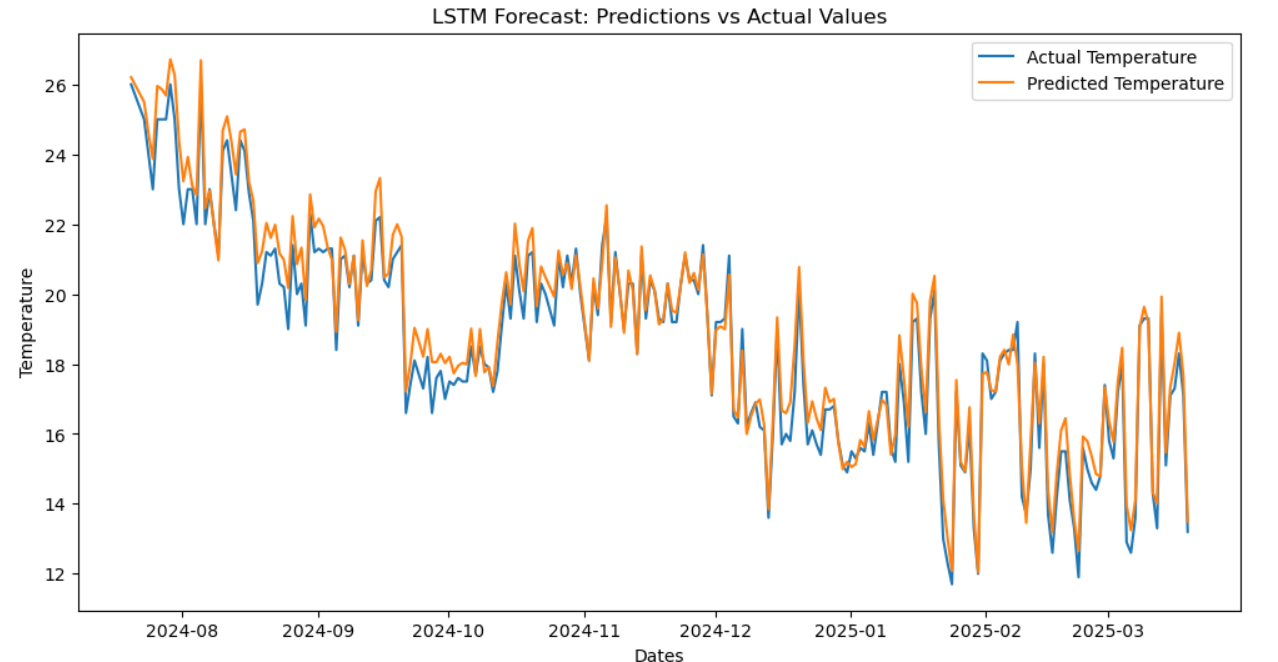 LSTM Forecast: Predictions vs Actual Values
Actual Temperature
Predicted Temperature
26
24
22
20
18
16
14
12
Temperature
2024-08 2024-09 2024-10 2024-11 2024-12 2025-01 2025-02 2025-03
Dates